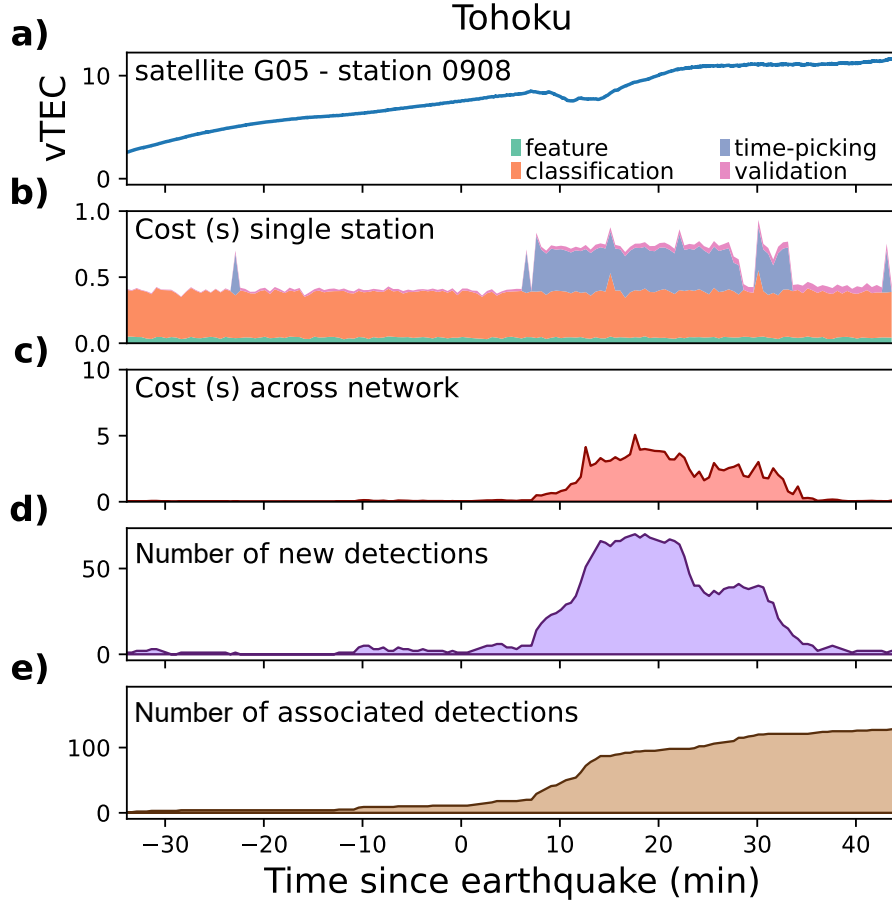 Tohoku
a)
vTEC
10
0
satellite G05 - station 0908
feature
time-picking
classification
validation
b)
1.0
0.5
0.0
Cost (s) single station
c)
10
5
0
Cost (s) across network
d)
50
0
Number of new detections
e)
100
0
Number of associated detections
−30 −20 −10 0 10 20 30 40
Time since earthquake (min)